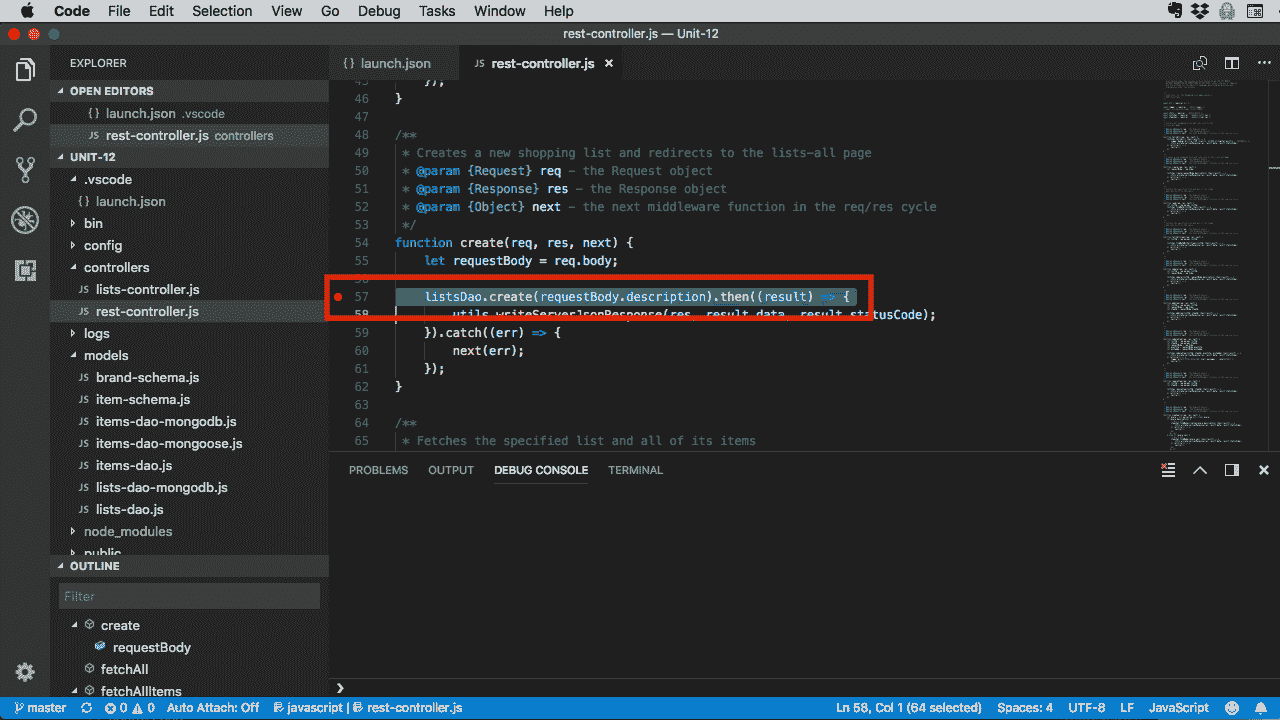 Code File Edit Selection View Go Debug Tasks Window Help
rest-controller.js — Unit-12
EXPLORER
OPEN EDITORS
{} launch.json .vscode
JS rest-controller.js controllers
UNIT-12
.vscode
{} launch.json
bin
config
controllers
JS lists-controller.js
JS rest-controller.js
logs
models
JS brand-schema.js
JS item-schema.js
JS items-dao-mongodb.js
JS items-dao-mongoose.js
JS items-dao.js
JS lists-dao-mongodb.js
JS lists-dao.js
node_modules
public
OUTLINE
Filter
create
requestBody
fetchAll
fetchAllItems
{} launch.json JS rest-controller.js ×
45 });
46 }
47
48 /**
49 * Creates a new shopping list and redirects to the lists-all page
50 * @param {Request} req - the Request object
51 * @param {Response} res - the Response object
52 * @param {Object} next - the next middleware function in the req/res cycle
53 */
54 function create(req, res, next) {
55 let requestBody = req.body;
56
57 listsDao.create(requestBody.description).then((result) => {
58 utils.writeServerJsonResponse(res, result.data, result.statusCode);
59 }).catch((err) => {
60 next(err);
61 });
62 }
63
64 /**
65 * Fetches the specified list and all of its items
PROBLEMS OUTPUT DEBUG CONSOLE TERMINAL
❯
master 0 0 Auto Attach: Off javascript | rest-controller.js Ln 58, Col 1 (64 selected) Spaces: 4 UTF-8 LF JavaScript